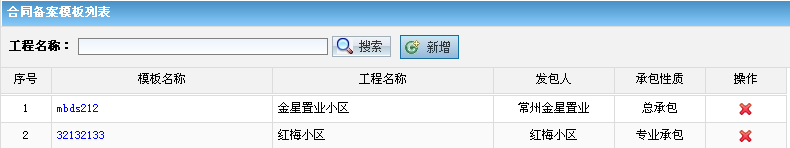 合同备案模板列表
工程名称： 搜索 新增
序号 模板名称 工程名称 发包人 承包性质 操作
1 mbds212 金星置业小区 常州金星置业 总承包
2 32132133 红梅小区 红梅小区 专业承包